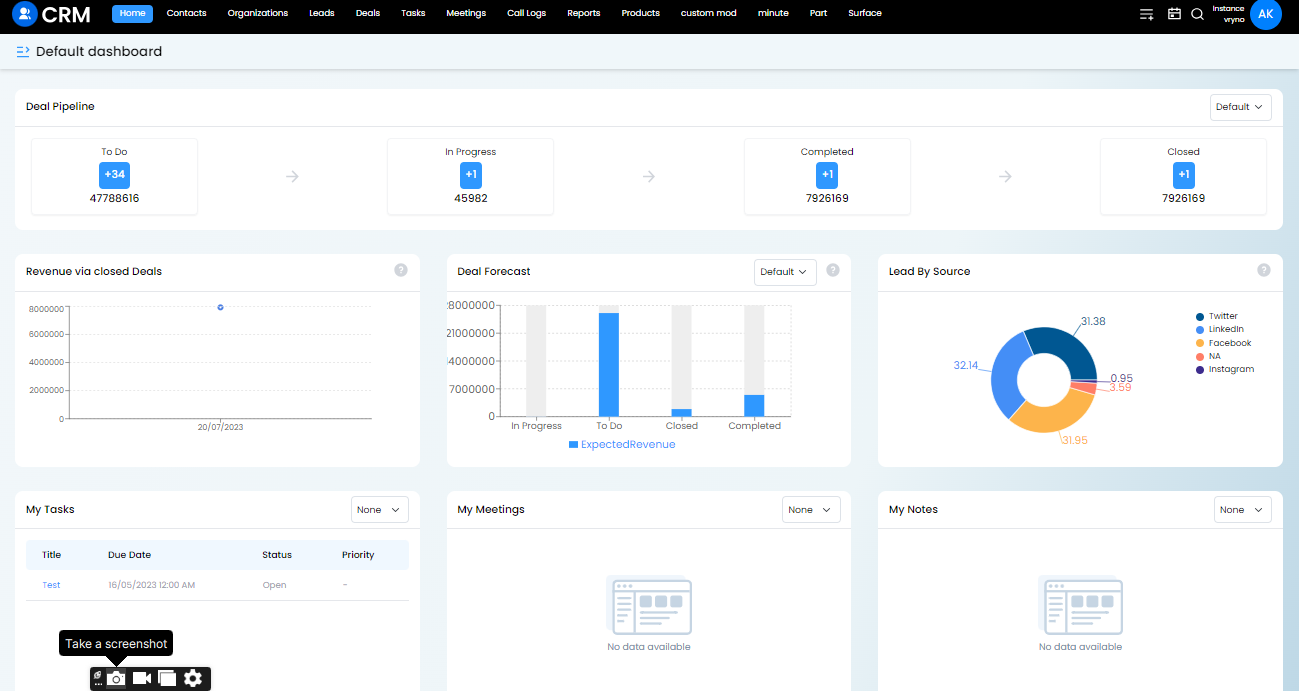 CRM
Home Contacts Organizations Leads Deals Tasks Meetings Call Logs Reports Products custom mod minute Part Surface
Instance
vryno
AK
Default dashboard
Deal Pipeline
Default
To Do
+34
47788616
In Progress
+1
45982
Completed
+1
7926169
Closed
+1
7926169
Revenue via closed Deals
?
8000000
6000000
4000000
2000000
0
20/07/2023
Deal Forecast
Default
?
28000000
21000000
14000000
7000000
0
In Progress To Do Closed Completed
ExpectedRevenue
Lead By Source
?
31.38
32.14
0.95
3.59
31.95
Twitter
LinkedIn
Facebook
NA
Instagram
My Tasks
None
Title Due Date Status Priority
Test 16/05/2023 12:00 AM Open -
Take a screenshot
My Meetings
None
No data available
My Notes
None
No data available